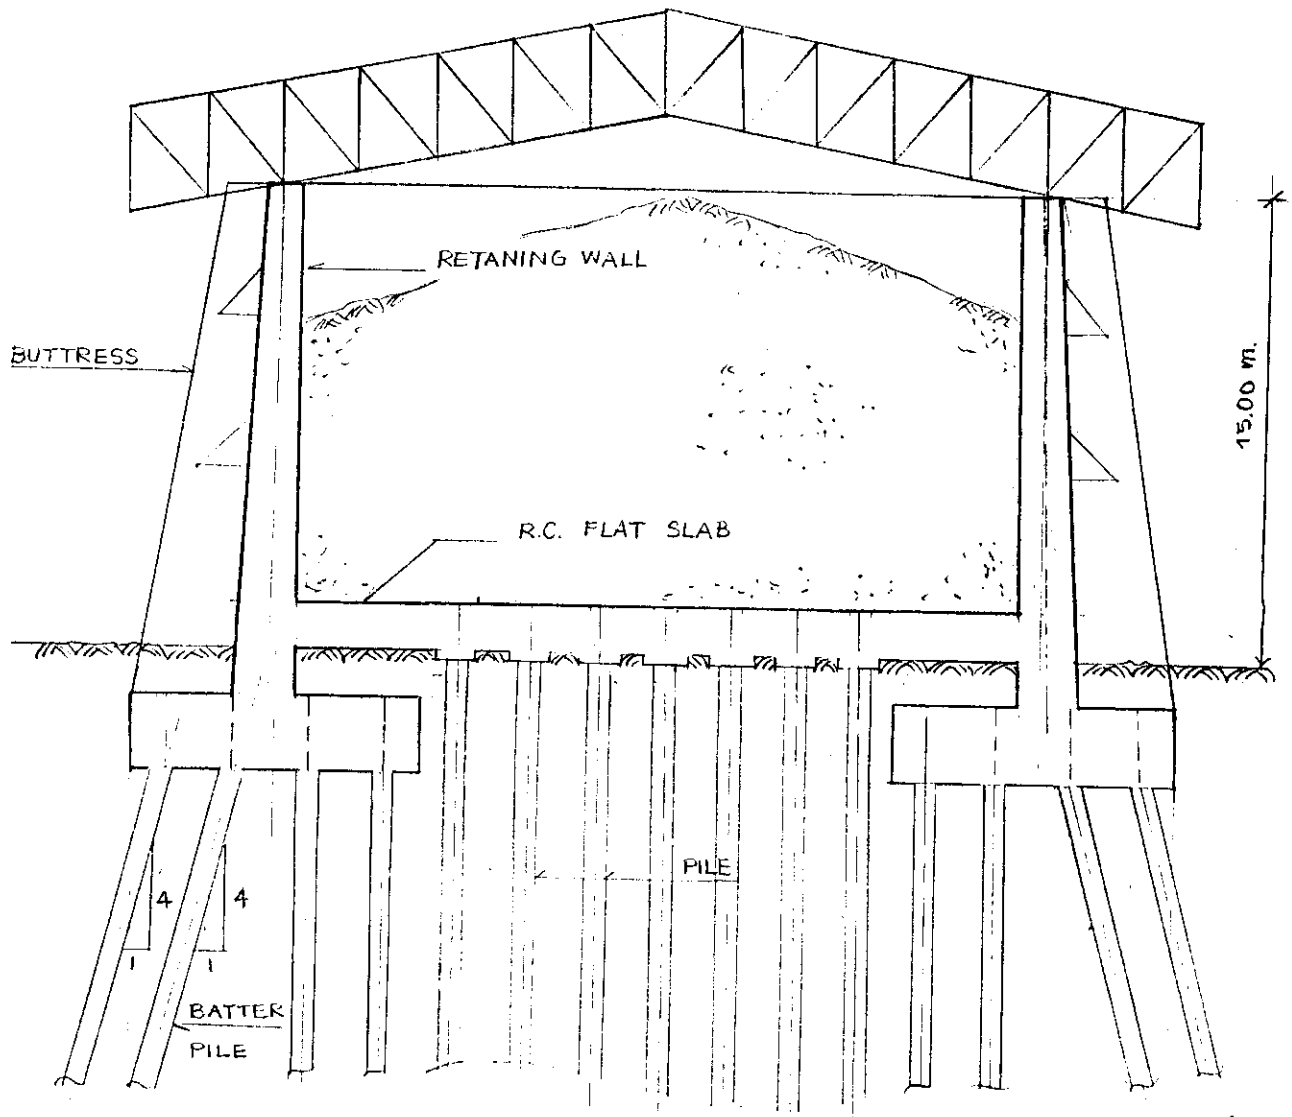 RETANING WALL
BUTTRESS
15.00 m.
R.C. FLAT SLAB
PILE
4
4
1
1
BATTER
PILE